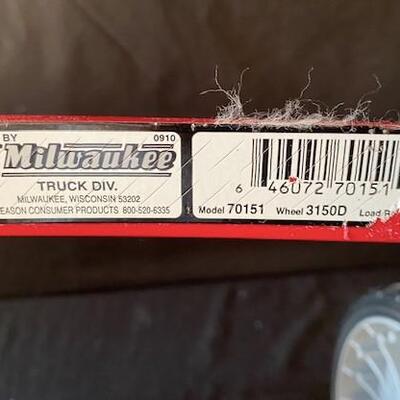 BY 0910
Milwaukee
TRUCK DIV.
MILWAUKEE, WISCONSIN 53202
EASON CONSUMER PRODUCTS 800-520-6335
6 46072 70151
Model 70151 Wheel 3150D Load R